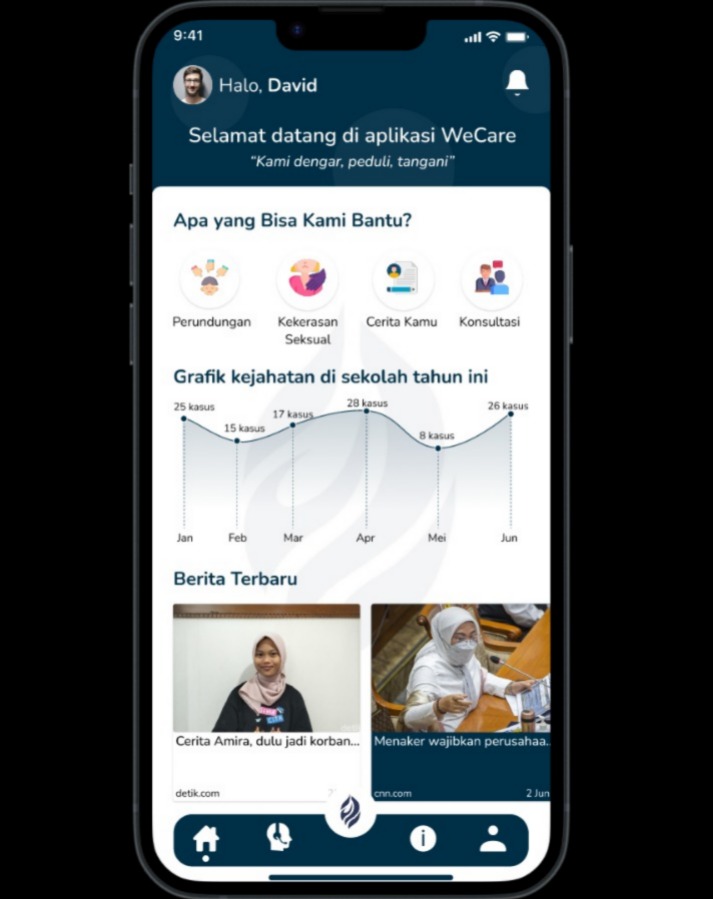 9:41
Halo, David
Selamat datang di aplikasi WeCare
"Kami dengar, peduli, tangani"
Apa yang Bisa Kami Bantu?
Perundungan
Kekerasan
Seksual
Cerita Kamu
Konsultasi
Grafik kejahatan di sekolah tahun ini
25 kasus
15 kasus
17 kasus
28 kasus
8 kasus
26 kasus
Jan
Feb
Mar
Apr
Mei
Jun
Berita Terbaru
Cerita Amira, dulu jadi korban...
detik.com
Menaker wajibkan perusahaa..
cnn.com
2 Jun